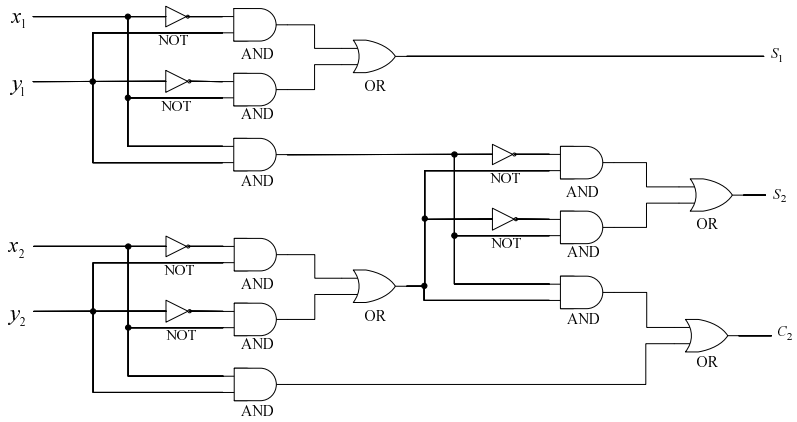 x1
NOT
AND
S1
y1
NOT
AND
OR
AND
NOT
AND
S2
NOT
AND
OR
x2
NOT
AND
y2
NOT
AND
OR
AND
C2
OR
AND